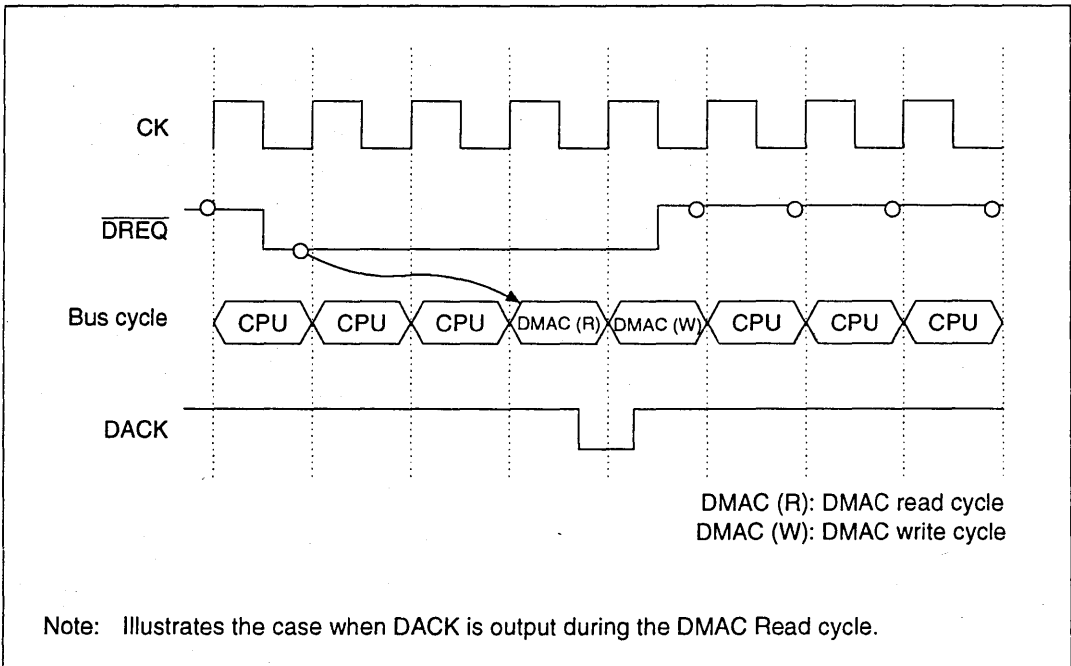 CK
DREQ
Bus cycle CPU CPU CPU DMAC (R) DMAC (W) CPU CPU CPU
DACK
DMAC (R): DMAC read cycle
DMAC (W): DMAC write cycle
Note: Illustrates the case when DACK is output during the DMAC Read cycle.